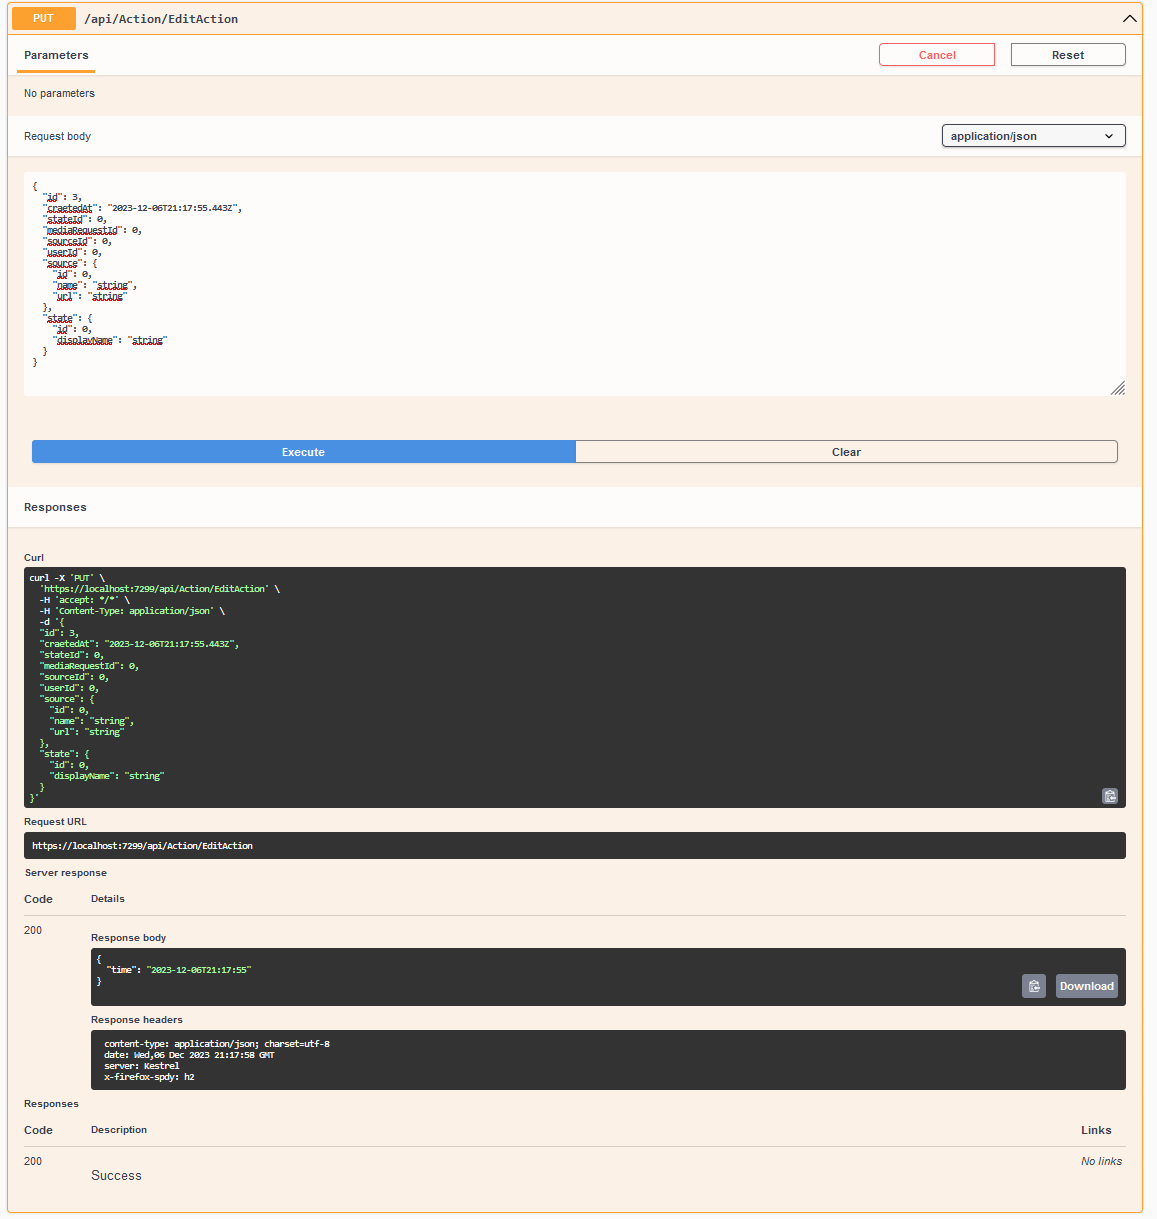 PUT /api/Action/EditAction
Parameters Cancel Reset
No parameters
Request body application/json
{
"id": 3,
"craetedAt": "2023-12-06T21:17:55.443Z",
"stateId": 0,
"mediaRequestId": 0,
"sourceId": 0,
"userId": 0,
"source": {
"id": 0,
"name": "string",
"url": "string"
},
"state": {
"id": 0,
"displayName": "string"
}
}
Execute Clear
Responses
Curl
curl -X 'PUT' \
'https://localhost:7299/api/Action/EditAction' \
-H 'accept: */*' \
-H 'Content-Type: application/json' \
-d '{
"id": 3,
"craetedAt": "2023-12-06T21:17:55.443Z",
"stateId": 0,
"mediaRequestId": 0,
"sourceId": 0,
"userId": 0,
"source": {
"id": 0,
"name": "string",
"url": "string"
},
"state": {
"id": 0,
"displayName": "string"
}
}'
Request URL
https://localhost:7299/api/Action/EditAction
Server response
Code Details
200
Response body
{
"time": "2023-12-06T21:17:55"
}
Download
Response headers
content-type: application/json; charset=utf-8
date: Wed,06 Dec 2023 21:17:58 GMT
server: Kestrel
x-firefox-spdy: h2
Responses
Code Description Links
200 No links
Success